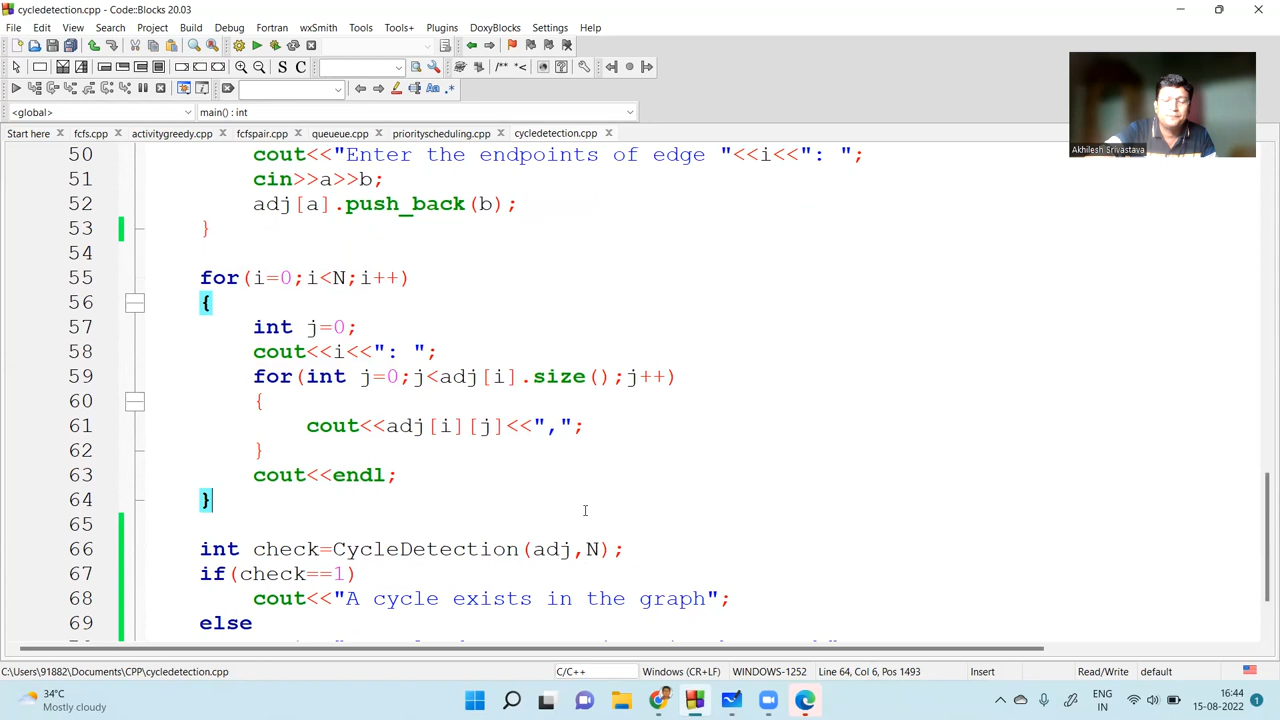 cycledetection.cpp - Code::Blocks 20.03
File Edit View Search Project Build Debug Fortran wxSmith Tools Tools+ Plugins DoxyBlocks Settings Help
S C /** *<
Aa .*
<global> main() : int
Start here fcfs.cpp activitygreedy.cpp fcfspair.cpp queueue.cpp priorityscheduling.cpp cycledetection.cpp
Akhilesh Srivastava
50 cout<<"Enter the endpoints of edge "<<i<<": ";
51 cin>>a>>b;
52 adj[a].push_back(b);
53 }
54
55 for(i=0;i<N;i++)
56 {
57 int j=0;
58 cout<<i<<": ";
59 for(int j=0;j<adj[i].size();j++)
60 {
61 cout<<adj[i][j]<<",";
62 }
63 cout<<endl;
64 }
65
66 int check=CycleDetection(adj,N);
67 if(check==1)
68 cout<<"A cycle exists in the graph";
69 else
C:\Users\91882\Documents\CPP\cycledetection.cpp C/C++ Windows (CR+LF) WINDOWS-1252 Line 64, Col 6, Pos 1493 Insert Read/Write default
34°C
Mostly cloudy
ENG
IN
16:44
15-08-2022
1